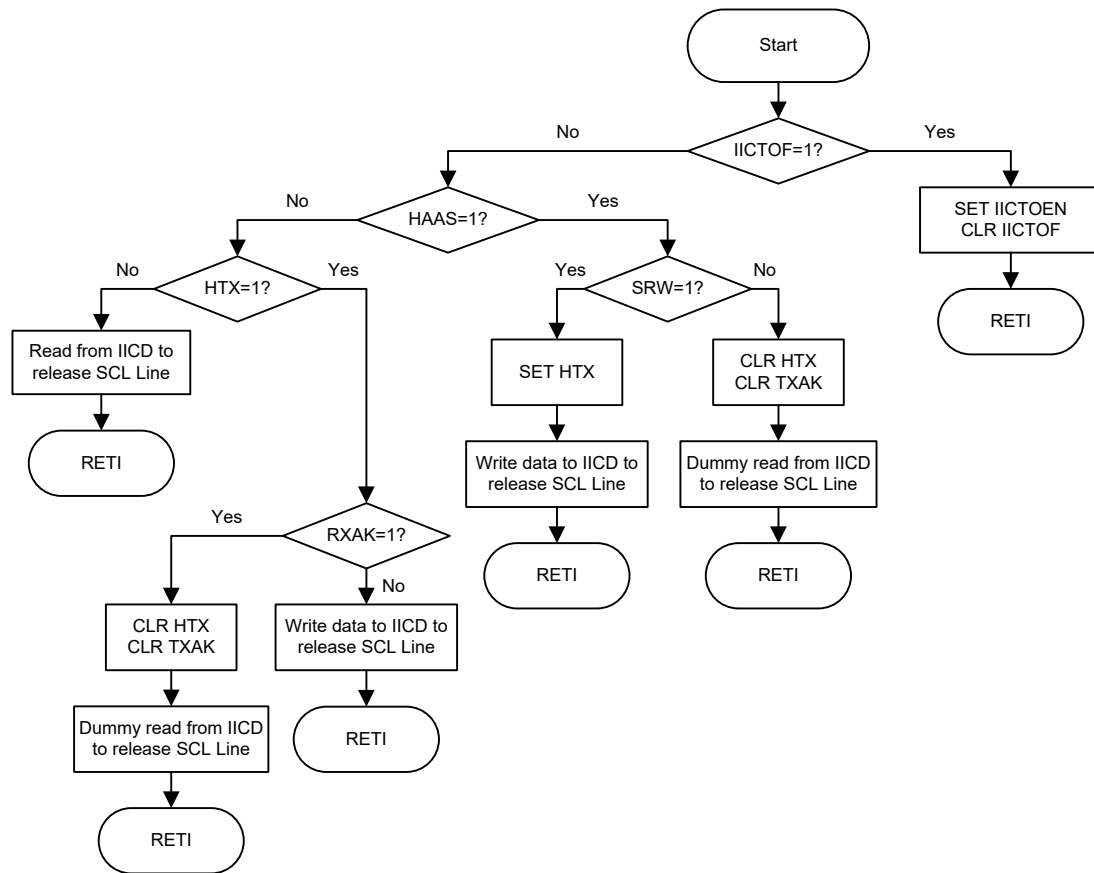 Start
No
IICTOF=1?
Yes
No
HAAS=1?
Yes
SET IICTOEN
CLR IICTOF
No
HTX=1?
Yes
Yes
SRW=1?
No
RETI
Read from IICD to
release SCL Line
SET HTX
CLR HTX
CLR TXAK
RETI
Write data to IICD to
release SCL Line
Dummy read from IICD
to release SCL Line
Yes
RXAK=1?
No
RETI
RETI
CLR HTX
CLR TXAK
Write data to IICD to
release SCL Line
Dummy read from IICD
to release SCL Line
RETI
RETI